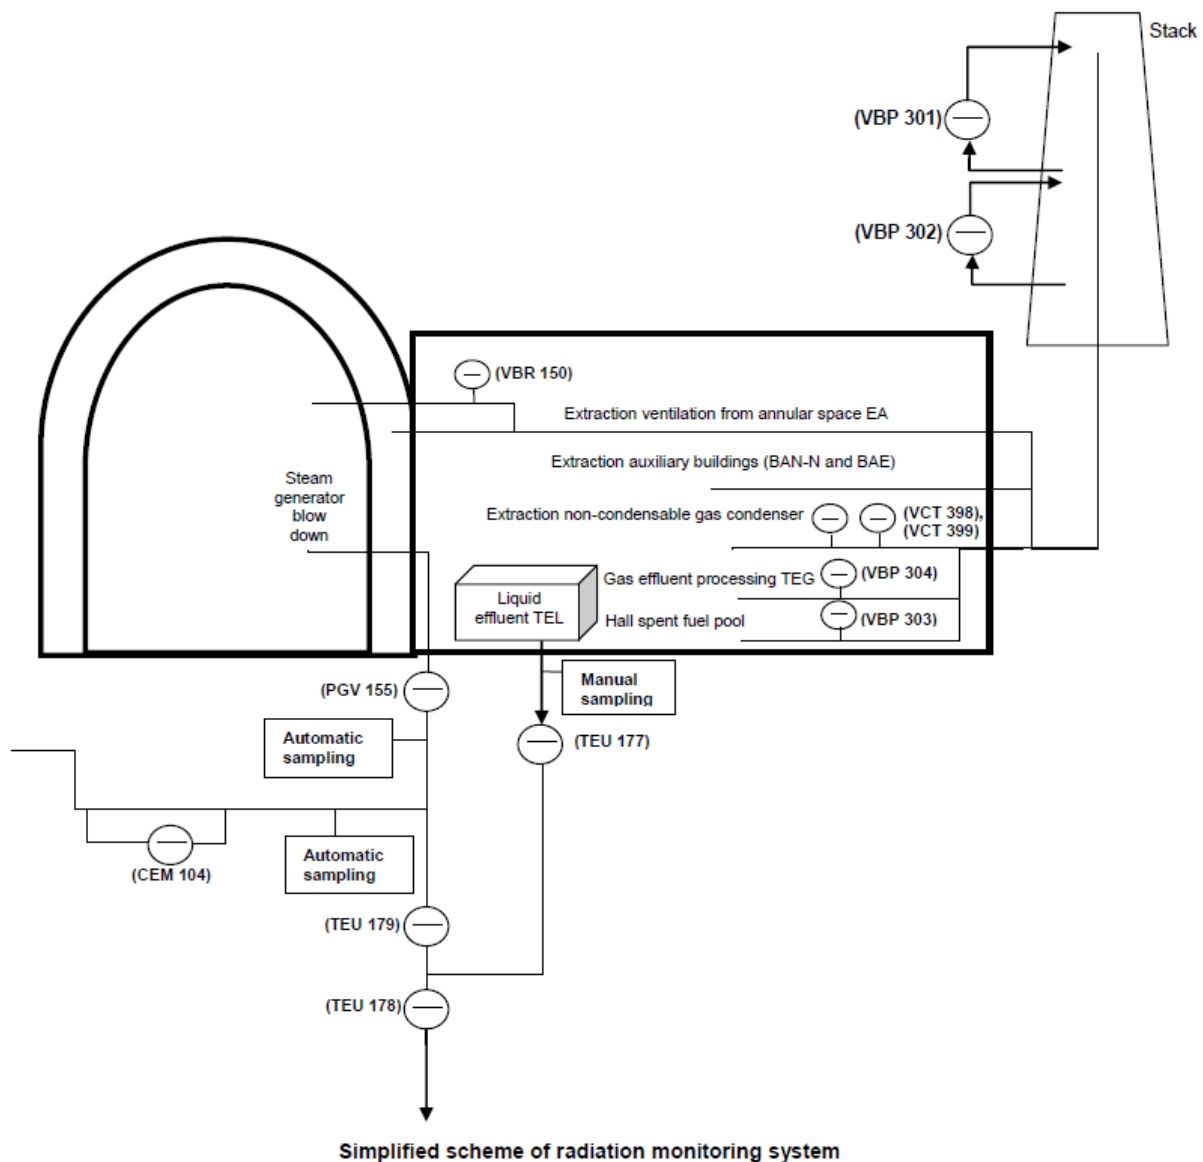 Stack
(VBP 301)
(VBP 302)
(VBR 150)
Extraction ventilation from annular space EA
Extraction auxiliary buildings (BAN-N and BAE)
Steam
generator
blow
down
Extraction non-condensable gas condenser
(VCT 398),
(VCT 399)
Gas effluent processing TEG
(VBP 304)
Liquid
effluent TEL
Hall spent fuel pool
(VBP 303)
Manual
sampling
(PGV 155)
Automatic
sampling
(TEU 177)
Automatic
sampling
(CEM 104)
(TEU 179)
(TEU 178)
Simplified scheme of radiation monitoring system